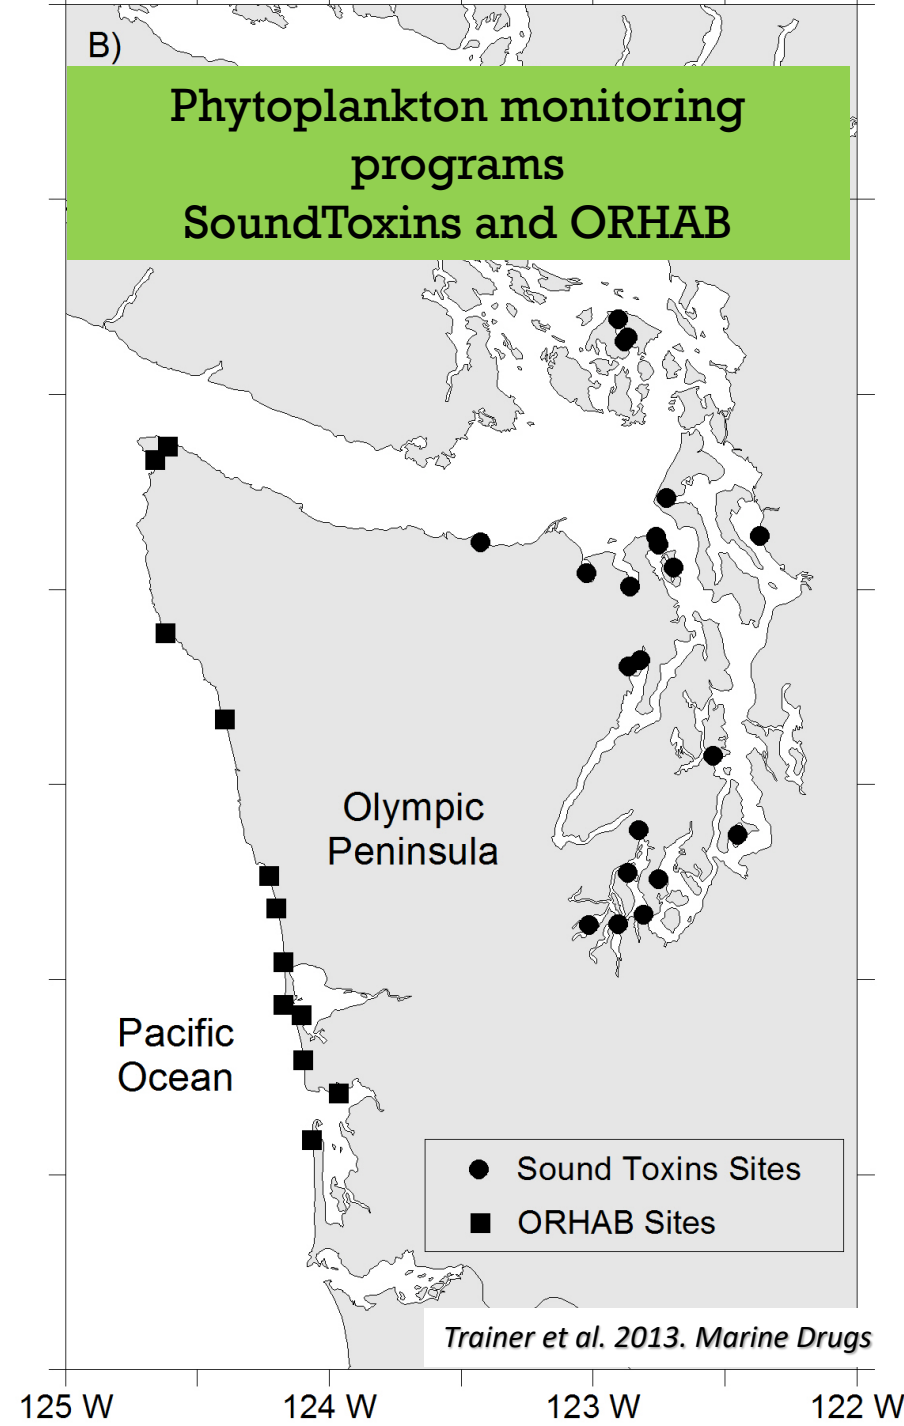 B)
Phytoplankton monitoring
programs
SoundToxins and ORHAB
Olympic
Peninsula
Pacific
Ocean
Sound Toxins Sites
ORHAB Sites
Trainer et al. 2013. Marine Drugs
125 W
124 W
123 W
122 W